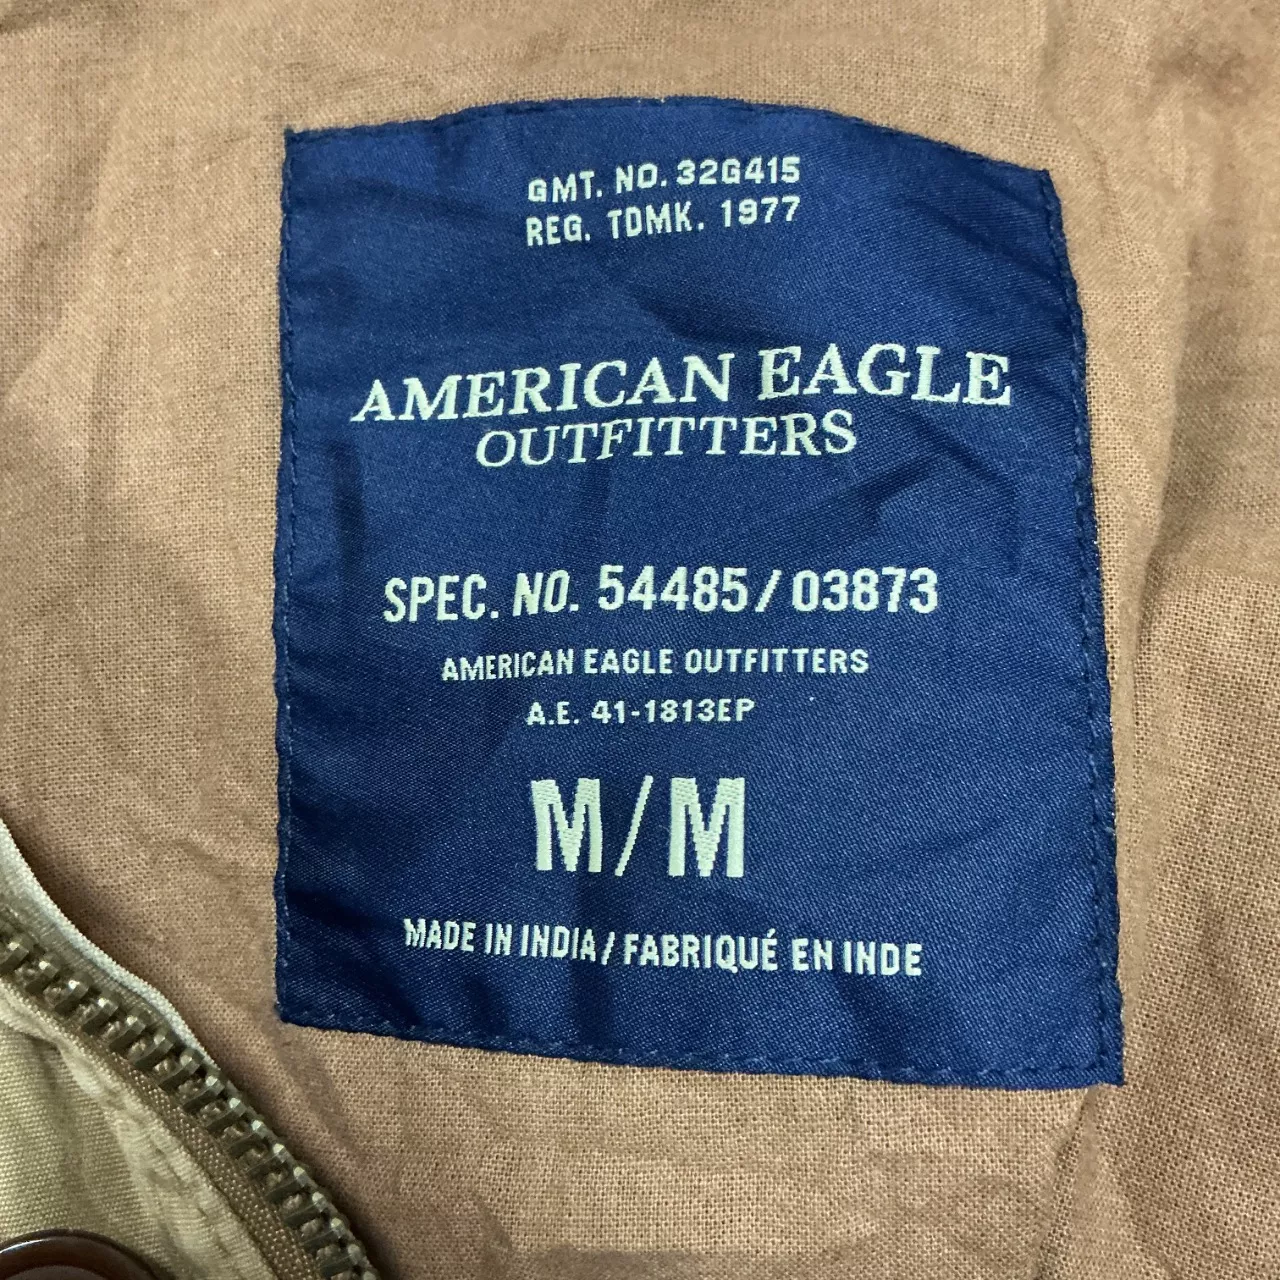 GMT. NO. 32G415
REG. TDMK. 1977
AMERICAN EAGLE
OUTFITTERS
SPEC. NO. 54485/03873
AMERICAN EAGLE OUTFITTERS
A.E. 41-1813EP
M/M
MADE IN INDIA/FABRIQUÉ EN INDE